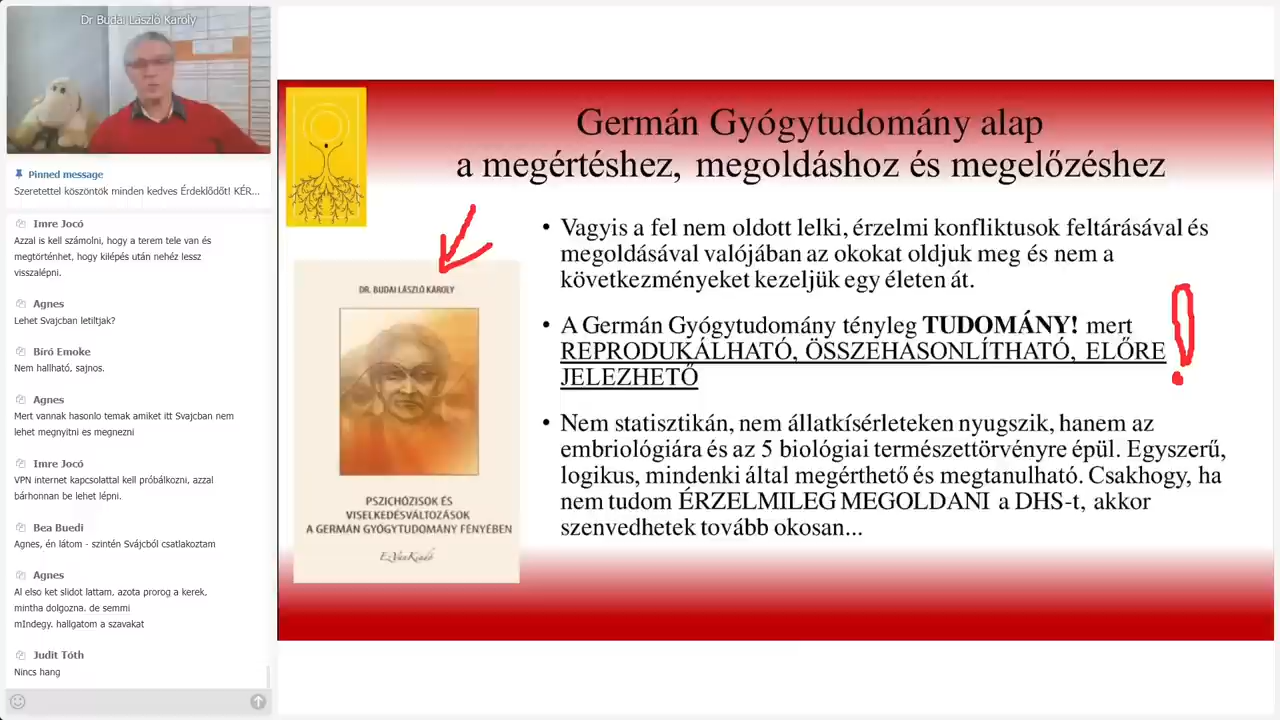 Dr Budai László Karoly
Pinned message
Szeretettel köszöntök minden kedves Érdeklődőt! KÉR...
Imre Jocó
Azzal is kell számolni, hogy a terem tele van és
megtörténhet, hogy kilépés után nehéz lessz
visszalépni.
Agnes
Lehet Svajcban letiltjak?
Bíró Emoke
Nem hallható, sajnos.
Agnes
Mert vannak hasonlo temak amiket itt Svajcban nem
lehet megnyitni es megnezni
Imre Jocó
VPN internet kapcsolattal kell próbálkozni, azzal
bárhonnan be lehet lépni.
Bea Buedi
Agnes, én látom - szintén Svájcból csatlakoztam
Agnes
Al elso ket slidot lattam, azota prorog a kerek,
mintha dolgozna. de semmi
mIndegy. hallgatom a szavakat
Judit Tóth
Nincs hang
Germán Gyógytudomány alap
a megértéshez, megoldáshoz és megelőzéshez
• Vagyis a fel nem oldott lelki, érzelmi konfliktusok feltárásával és
megoldásával valójában az okokat oldjuk meg és nem a
következményeket kezeljük egy életen át.
• A Germán Gyógytudomány tényleg TUDOMÁNY! mert
REPRODUKÁLHATÓ, ÖSSZEHASONLÍTHATÓ, ELŐRE
JELEZHETŐ
• Nem statisztikán, nem állatkísérleteken nyugszik, hanem az
embriológiára és az 5 biológiai természettörvényre épül. Egyszerű,
logikus, mindenki által megérthető és megtanulható. Csakhogy, ha
nem tudom ÉRZELMILEG MEGOLDANI a DHS-t, akkor
szenvedhetek tovább okosan...
DR. BUDAI LÁSZLÓ KÁROLY
PSZICHÓZISOK ÉS
VISELKEDÉSVÁLTOZÁSOK
A GERMÁN GYÓGYTUDOMÁNY FÉNYÉBEN
EzVanKiadó